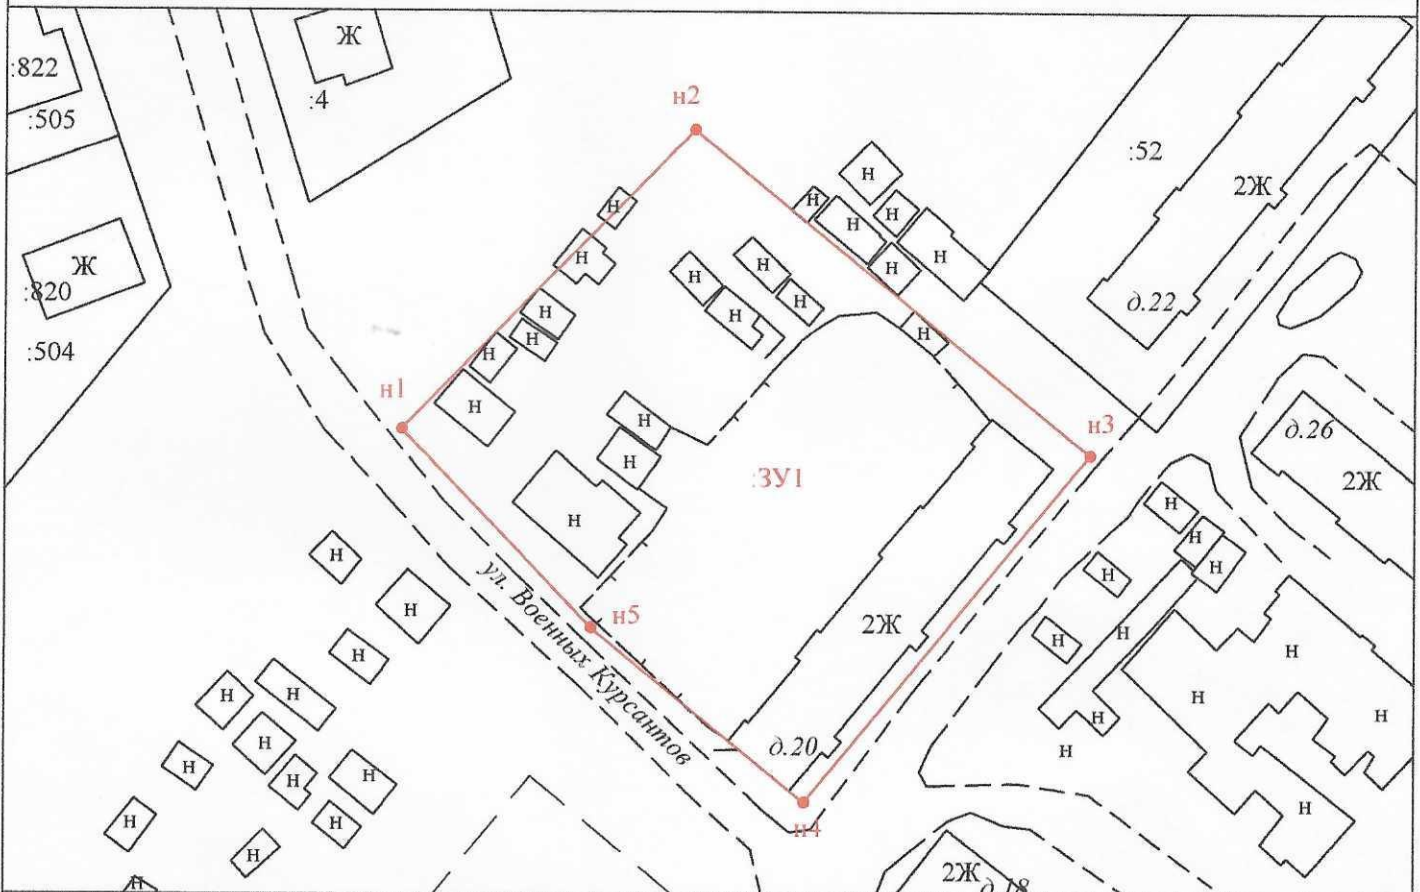 :822
Ж
:505
:4
н2
:52
2Ж
Н
Н
Н
Н
Н
Н
Н
Ж
:820
Н
Н
Н
Н
д.22
Н
Н
Н
Н
:504
Н
н1
Н
Н
н3
д.26
Н
:ЗУ1
2Ж
Н
Н
Н
Н
Н
Н
ул. Военных Курсантов
Н
Н
н5
2Ж
Н
Н
Н
Н
Н
Н
Н
Н
Н
Н
Н
д.20
Н
Н
Н
Н
Н
Н
Н
н4
Н
Н
2Ж
д.18
Н